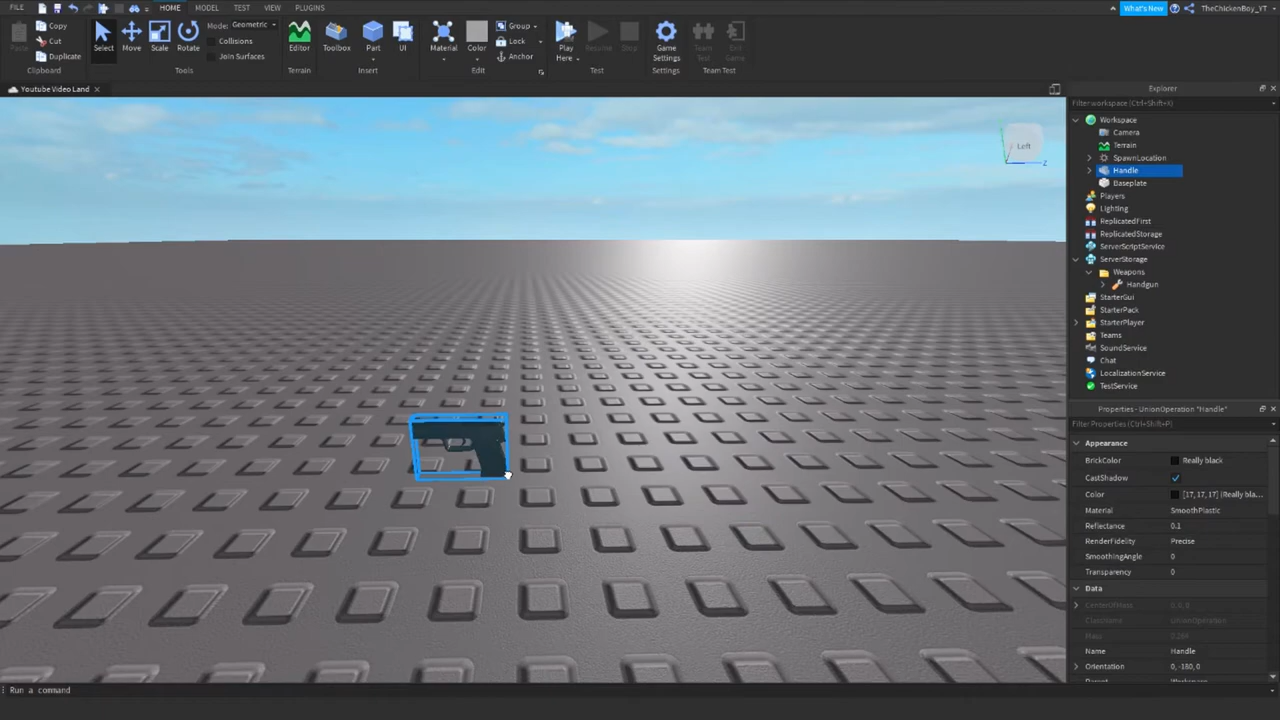 FILE HOME MODEL TEST VIEW PLUGINS What's New TheChickenBoy_YT
Copy
Cut
Duplicate
Paste
Clipboard
Select Move Scale Rotate
Mode: Geometric
Collisions
Join Surfaces
Tools
Editor
Terrain
Toolbox Part UI
Insert
Material Color
Group
Lock
Anchor
Edit
Play Here
Resume
Stop
Test
Game Settings
Settings
Team Test
Exit Game
Team Test
Youtube Video Land
Left
Z
Explorer
Filter workspace (Ctrl+Shift+X)
Workspace
Camera
Terrain
SpawnLocation
Handle
Baseplate
Players
Lighting
ReplicatedFirst
ReplicatedStorage
ServerScriptService
ServerStorage
Weapons
Handgun
StarterGui
StarterPack
StarterPlayer
Teams
SoundService
Chat
LocalizationService
TestService
Properties - UnionOperation "Handle"
Filter Properties (Ctrl+Shift+P)
Appearance
BrickColor Really black
CastShadow
Color [17, 17, 17] (Really bla...
Material SmoothPlastic
Reflectance 0.1
RenderFidelity Precise
SmoothingAngle 0
Transparency 0
Data
CenterOfMass 0, 0, 0
ClassName UnionOperation
Mass
Name Handle
Orientation 0, -180, 0
Parent Workspace
Run a command